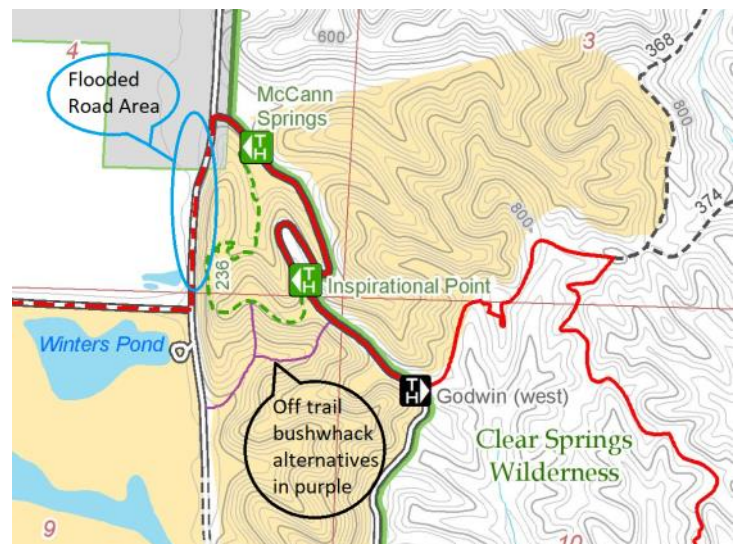 4
600
3
368
Flooded
Road Area
McCann
Springs
T
H
800
374
800
236
T
H
Inspirational Point
Winters Pond
T
H
Godwin (west)
Off trail
bushwhack
alternatives
in purple
Clear Springs
Wilderness
9
10